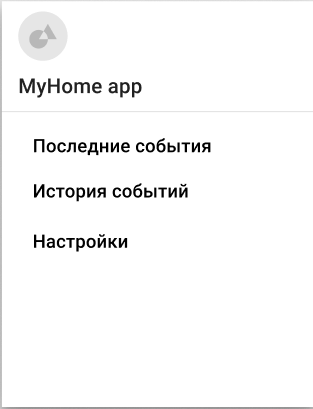 MyHome app
Последние события
История событий
Настройки